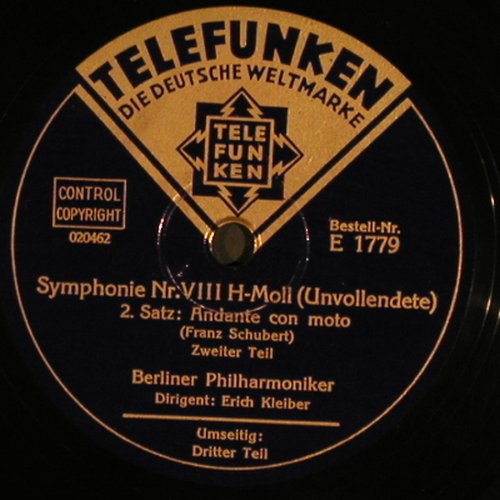 TELEFUNKEN
DIE DEUTSCHE WELTMARKE
TELE
FUN
KEN
CONTROL
COPYRIGHT
020462
Bestell-Nr.
E 1779
Symphonie Nr. VIII H-Moll (Unvollendete)
2. Satz: Andante con moto
(Franz Schubert)
Zweiter Teil
Berliner Philharmoniker
Dirigent: Erich Kleiber
Umseitig:
Dritter Teil